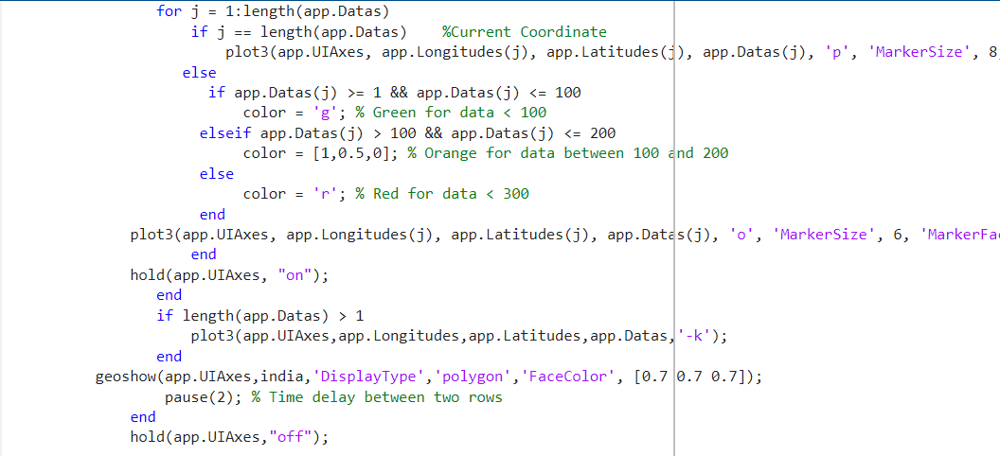 for j = 1:length(app.Datas)
if j == length(app.Datas)    %Current Coordinate
plot3(app.UIAxes, app.Longitudes(j), app.Latitudes(j), app.Datas(j), 'p', 'MarkerSize', 8,
else
if app.Datas(j) >= 1 && app.Datas(j) <= 100
color = 'g'; % Green for data < 100
elseif app.Datas(j) > 100 && app.Datas(j) <= 200
color = [1,0.5,0]; % Orange for data between 100 and 200
else
color = 'r'; % Red for data < 300
end
plot3(app.UIAxes, app.Longitudes(j), app.Latitudes(j), app.Datas(j), 'o', 'MarkerSize', 6, 'MarkerFac
end
hold(app.UIAxes, "on");
end
if length(app.Datas) > 1
plot3(app.UIAxes,app.Longitudes,app.Latitudes,app.Datas,'-k');
end
geoshow(app.UIAxes,india,'DisplayType','polygon','FaceColor', [0.7 0.7 0.7]);
pause(2); % Time delay between two rows
end
hold(app.UIAxes,"off");